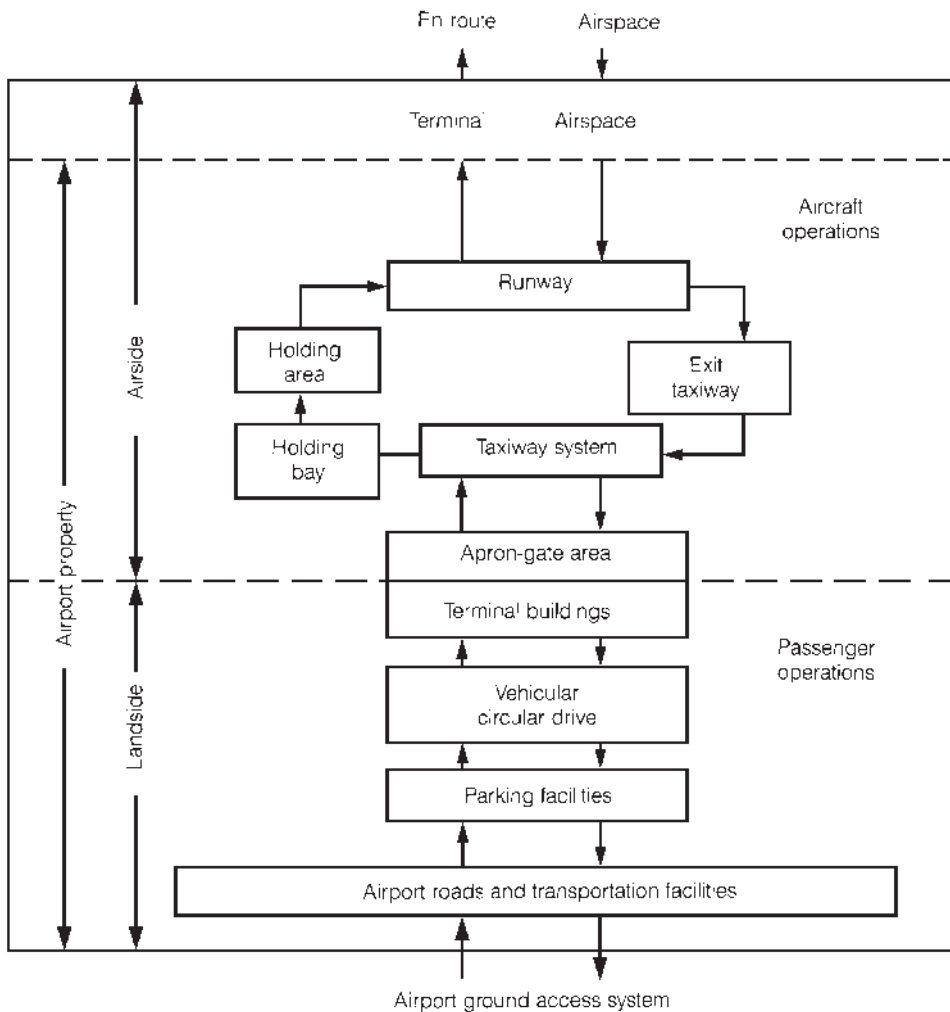 En route Airspace
Terminal Airspace
Aircraft
operations
Runway
Holding
area
Exit
taxiway
Airside
Holding
bay
Taxiway system
Airport property
Apron-gate area
Terminal buildings
Passenger
operations
Landside
Vehicular
circular drive
Parking facilities
Airport roads and transportation facilities
Airport ground access system